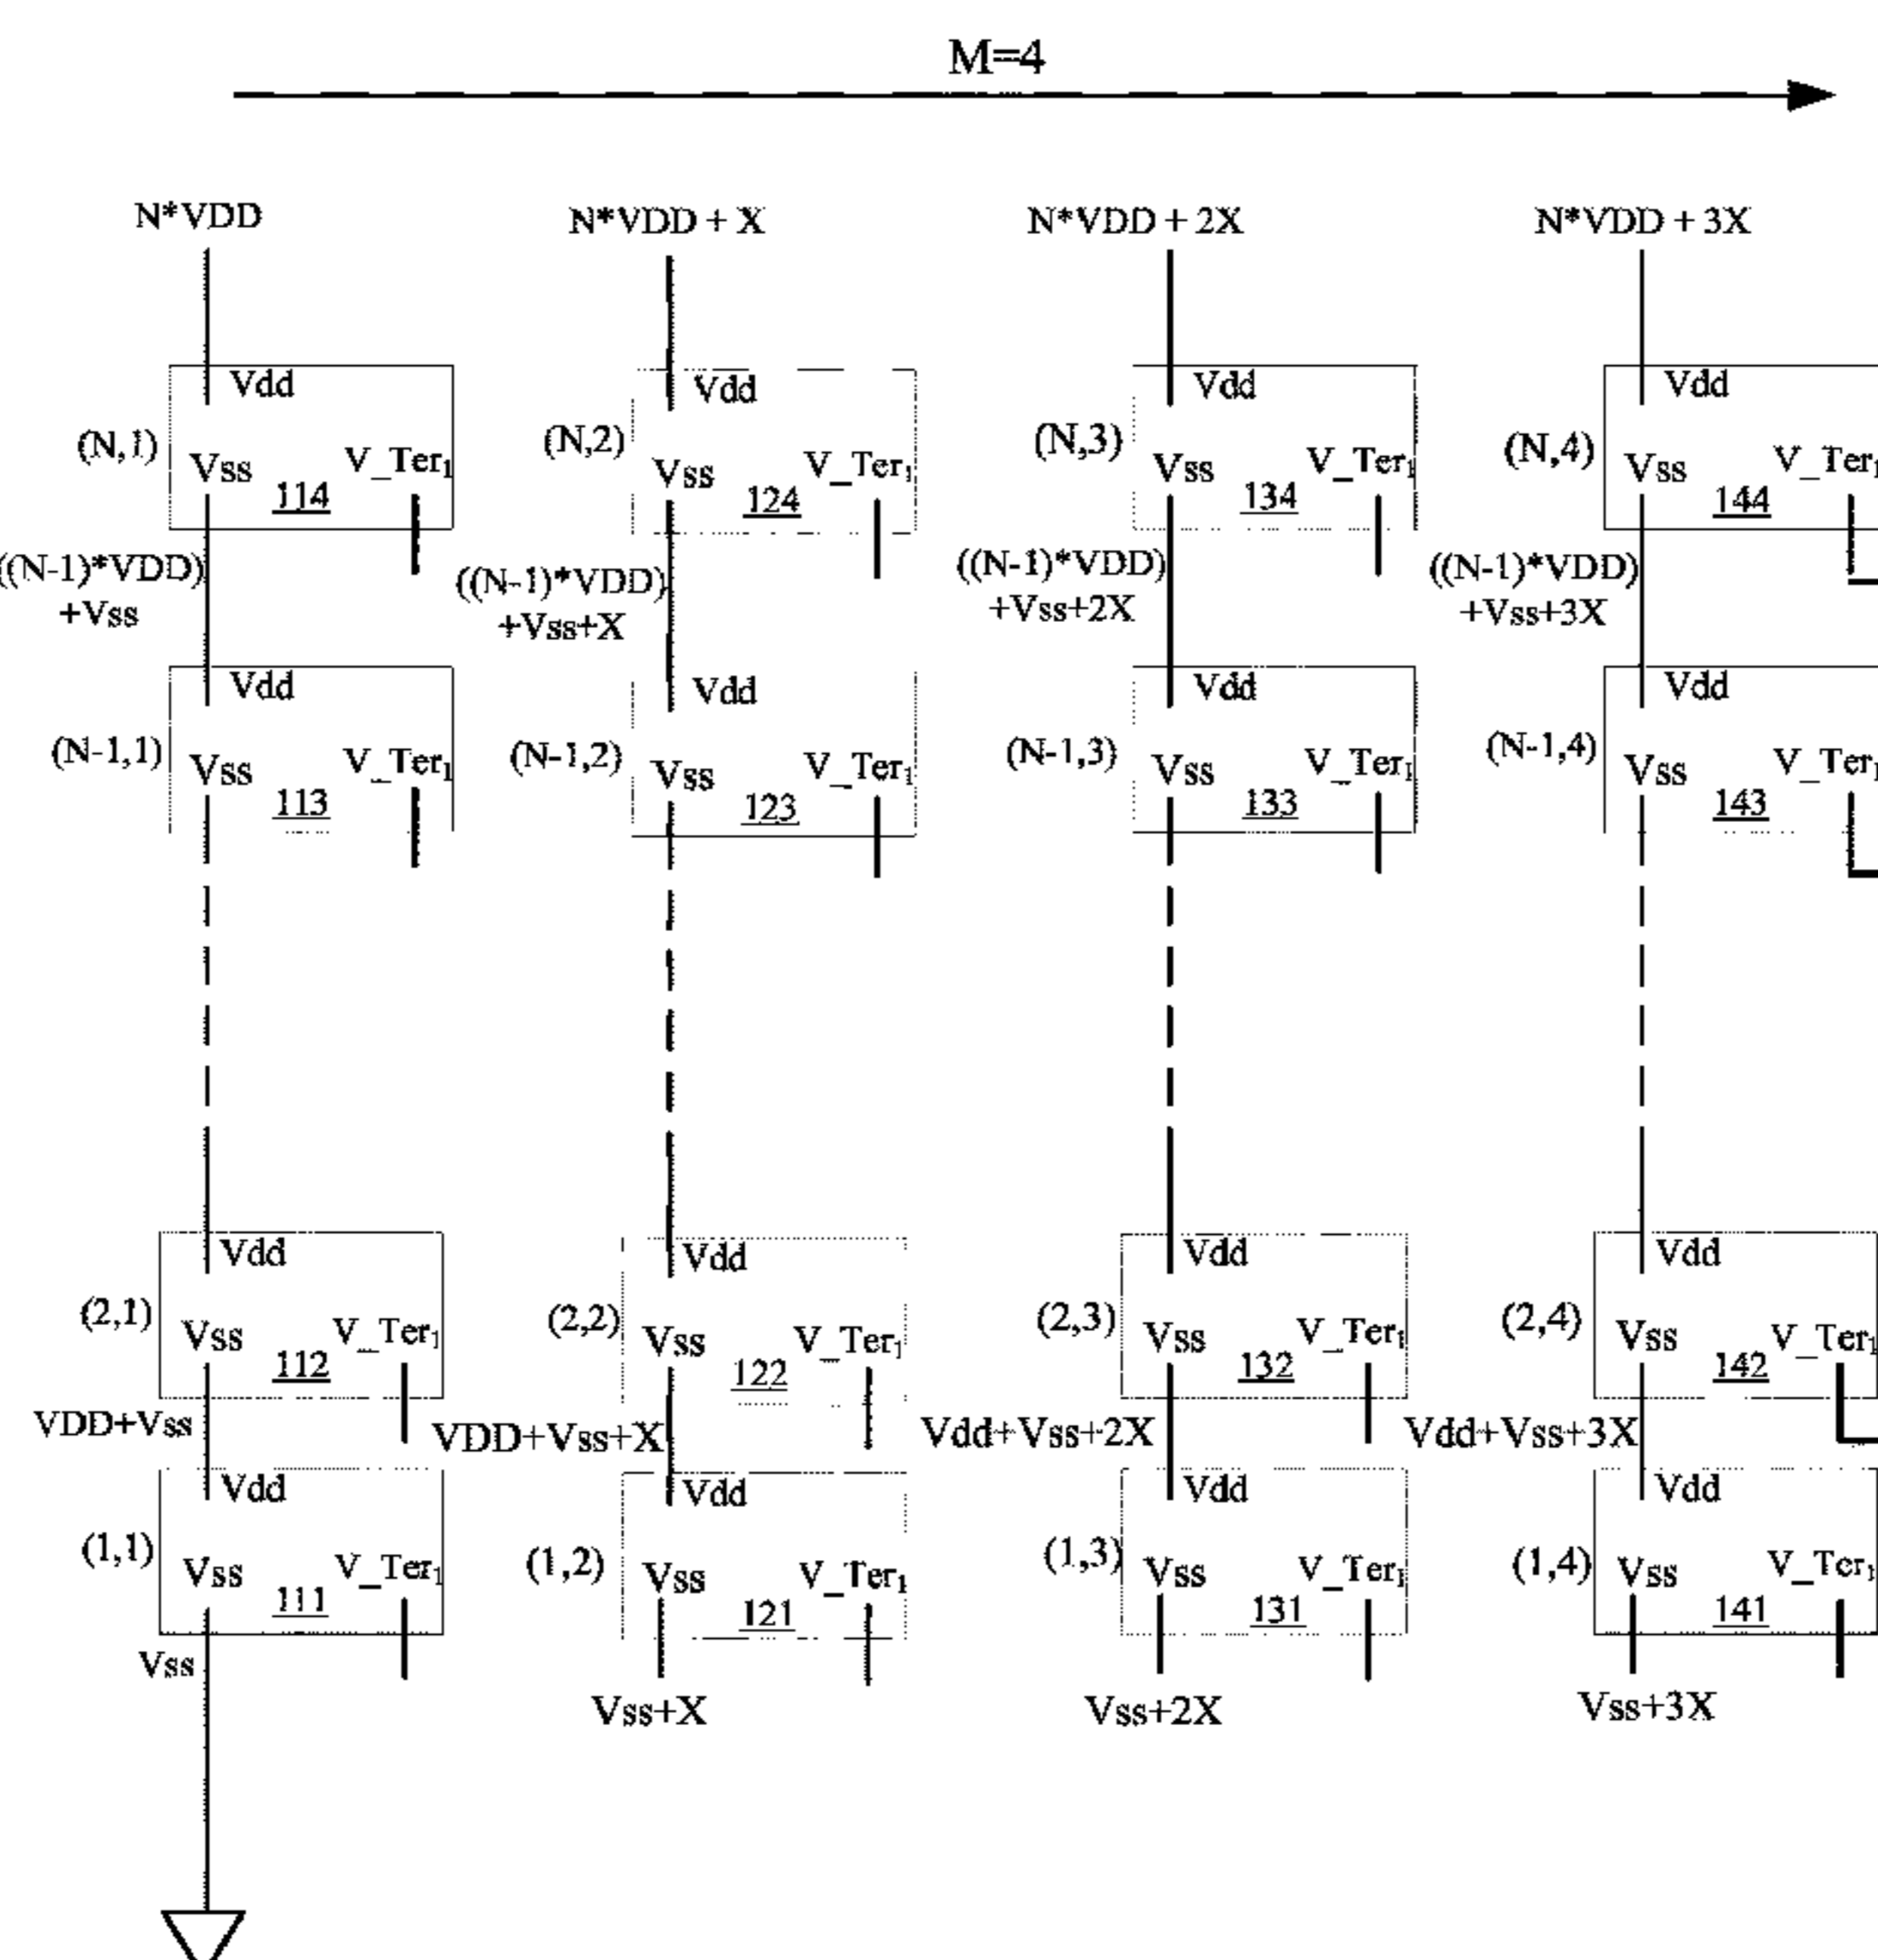 M=4
N*VDD
N*VDD + X
N*VDD + 2X
N*VDD + 3X
Vdd
(N,1)
Vss
V_Ter1
114
Vdd
(N,2)
Vss
V_Ter1
124
Vdd
(N,3)
Vss
V_Ter1
134
Vdd
(N,4)
Vss
V_Ter1
144
((N-1)*VDD)
+Vss
((N-1)*VDD)
+Vss+X
((N-1)*VDD)
+Vss+2X
((N-1)*VDD)
+Vss+3X
Vdd
(N-1,1)
Vss
V_Ter1
113
Vdd
(N-1,2)
Vss
V_Ter1
123
Vdd
(N-1,3)
Vss
V_Ter1
133
Vdd
(N-1,4)
Vss
V_Ter1
143
Vdd
(2,1)
Vss
V_Ter1
112
Vdd
(2,2)
Vss
V_Ter1
122
Vdd
(2,3)
Vss
V_Ter1
132
Vdd
(2,4)
Vss
V_Ter1
142
VDD+Vss
VDD+Vss+X
Vdd+Vss+2X
Vdd+Vss+3X
Vdd
(1,1)
Vss
V_Ter1
111
Vdd
(1,2)
Vss
V_Ter1
121
Vdd
(1,3)
Vss
V_Ter1
131
Vdd
(1,4)
Vss
V_Ter1
141
Vss
Vss+X
Vss+2X
Vss+3X